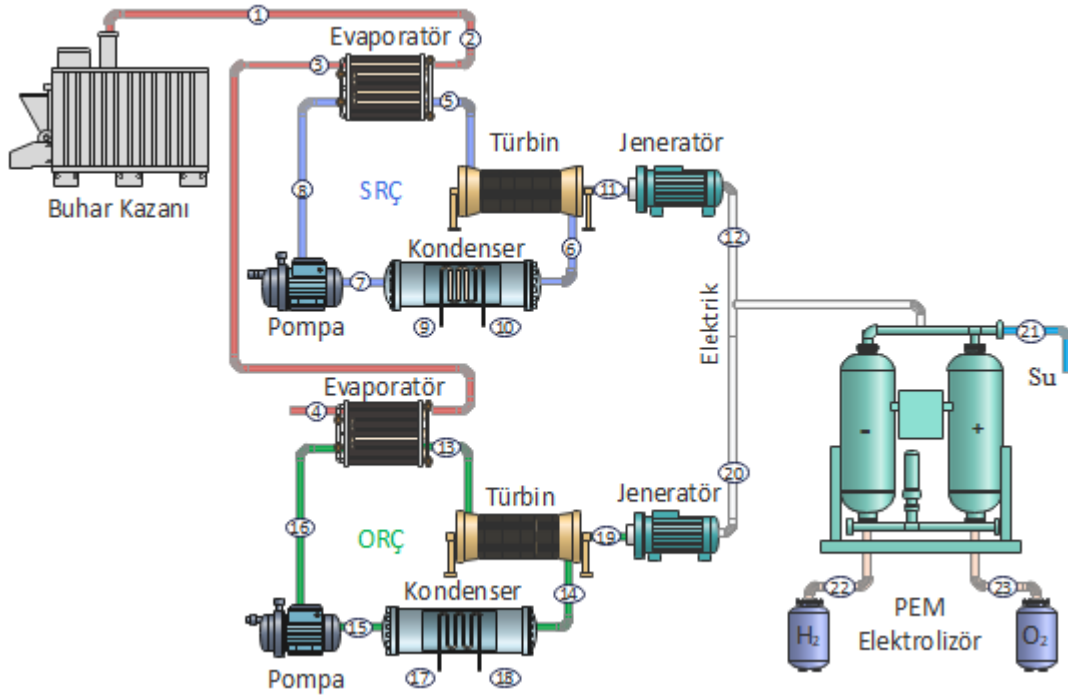 1
Evaporatör
2
3
5
Türbin
Jeneratör
8
SRÇ
11
Buhar Kazanı
12
Kondenser
6
7
Pompa
9
10
Elektrik
21
Su
Evaporatör
4
13
-
+
Türbin
Jeneratör
20
16
ORÇ
19
Kondenser
14
15
Pompa
17
18
22
23
PEM
Elektrolizör
H₂
O₂